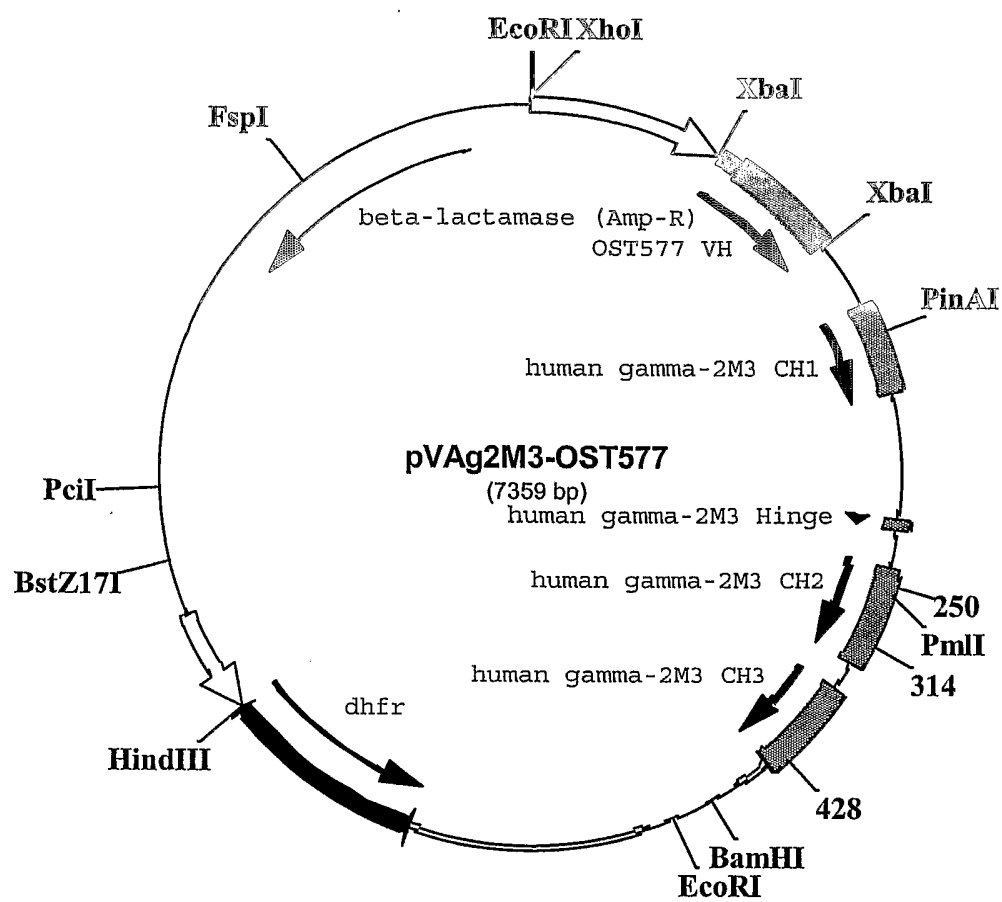 EcoRI XhoI
XbaI
FspI
XbaI
beta-lactamase (Amp-R)
OST577 VH
PinAI
human gamma-2M3 CH1
pVAg2M3-OST577
(7359 bp)
PciI
human gamma-2M3 Hinge
BstZ17I
human gamma-2M3 CH2
250
PmlI
human gamma-2M3 CH3
314
dhfr
HindIII
428
BamHI
EcoRI